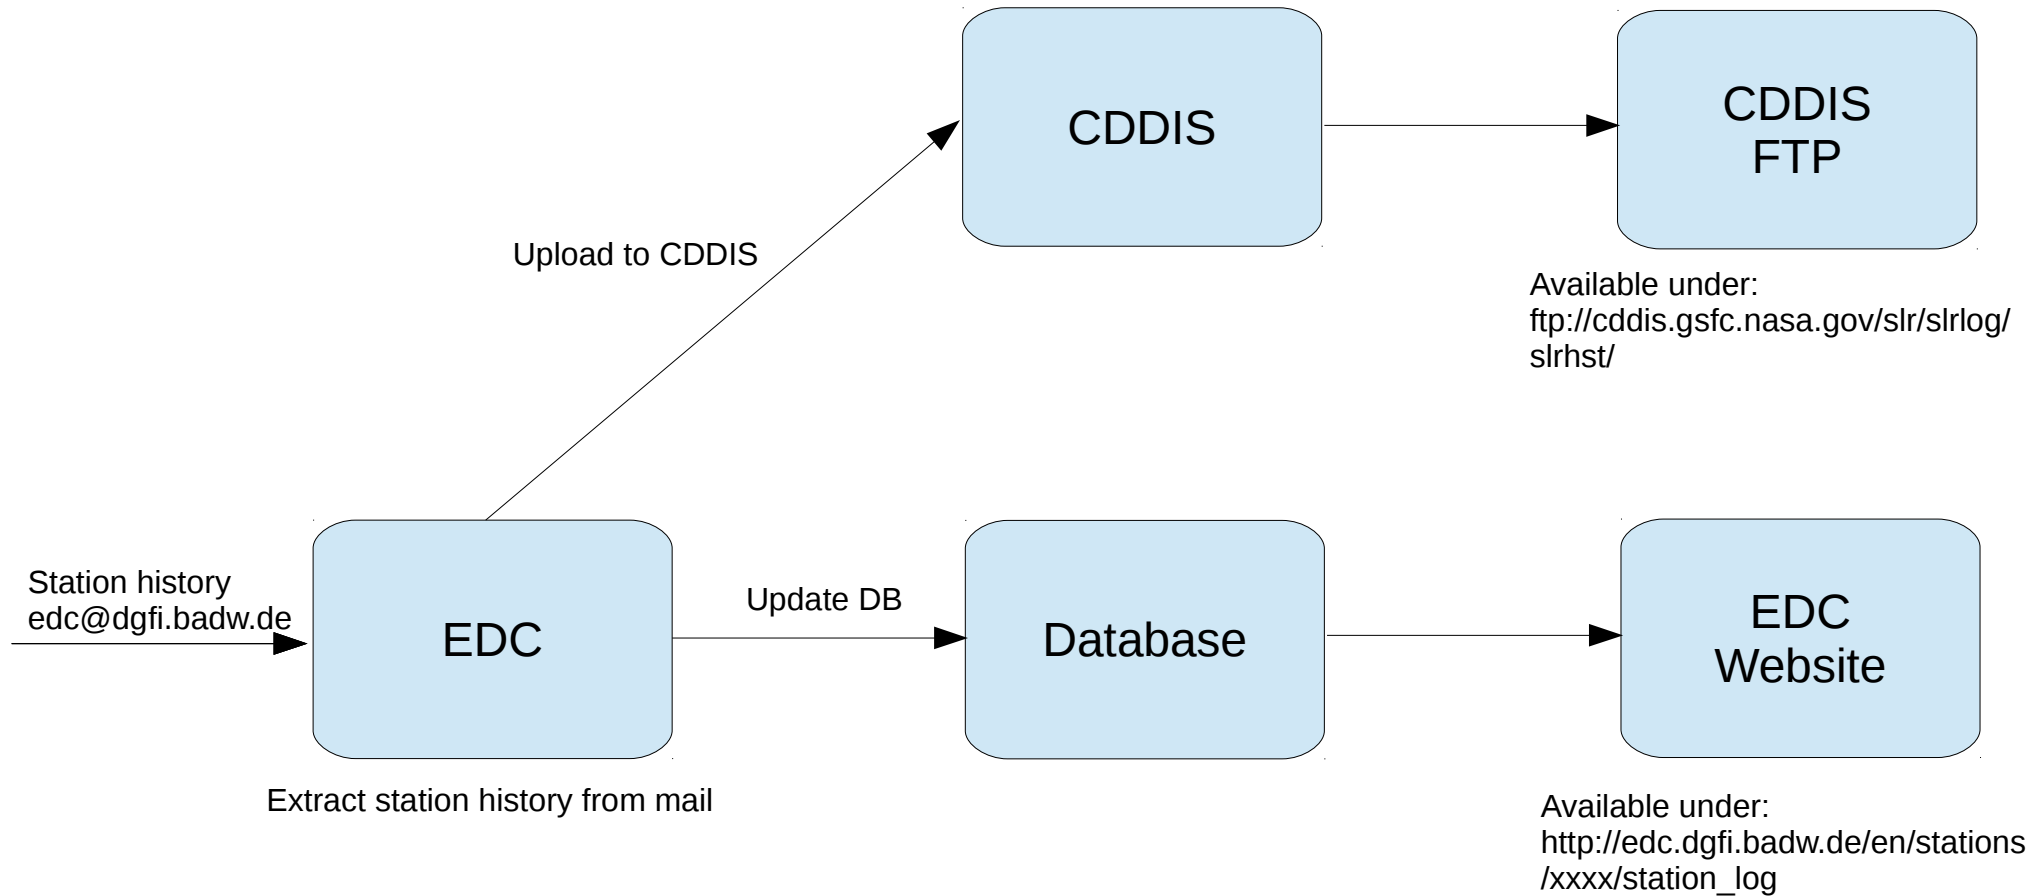 CDDIS
CDDIS
FTP
Upload to CDDIS
Available under:
ftp://cddis.gsfc.nasa.gov/slr/slrlog/
slrhst/
Station history
edc@dgfi.badw.de
EDC
Update DB
Database
EDC
Website
Extract station history from mail
Available under:
http://edc.dgfi.badw.de/en/stations
/xxxx/station_log